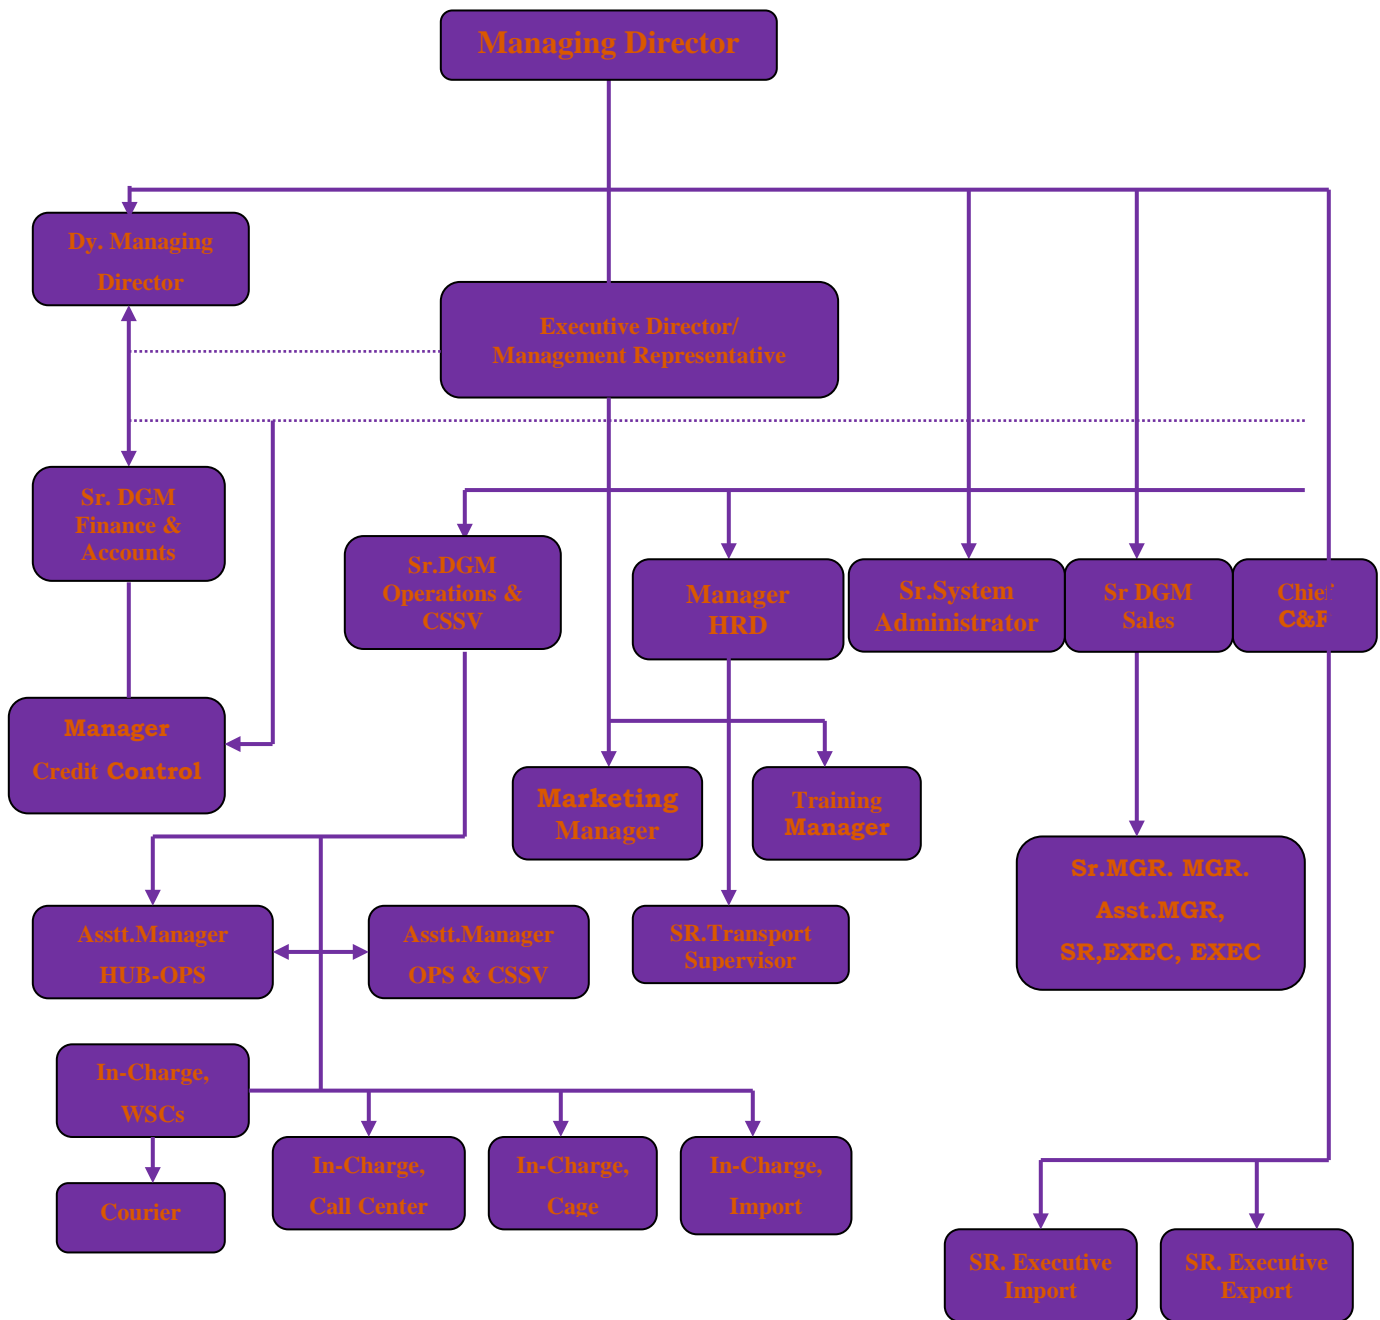 Managing Director
Dy. Managing
Director
Executive Director/
Management Representative
Sr. DGM
Finance &
Accounts
Sr.DGM
Operations &
CSSV
Manager
HRD
Sr.System
Administrator
Sr DGM
Sales
Chief
C&F
Manager
Credit Control
Marketing
Manager
Training
Manager
Sr.MGR. MGR.
Asst.MGR,
SR,EXEC, EXEC
Asstt.Manager
HUB-OPS
Asstt.Manager
OPS & CSSV
SR.Transport
Supervisor
In-Charge,
WSCs
Courier
In-Charge,
Call Center
In-Charge,
Cage
In-Charge,
Import
SR. Executive
Import
SR. Executive
Export